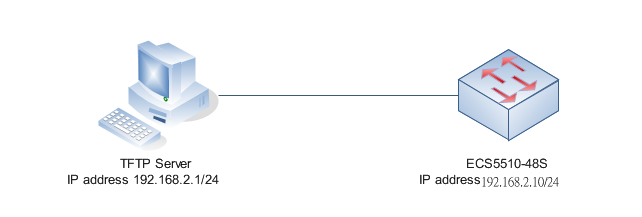 TFTP Server
IP address 192.168.2.1/24
ECS5510-48S
IP address 192.168.2.10/24